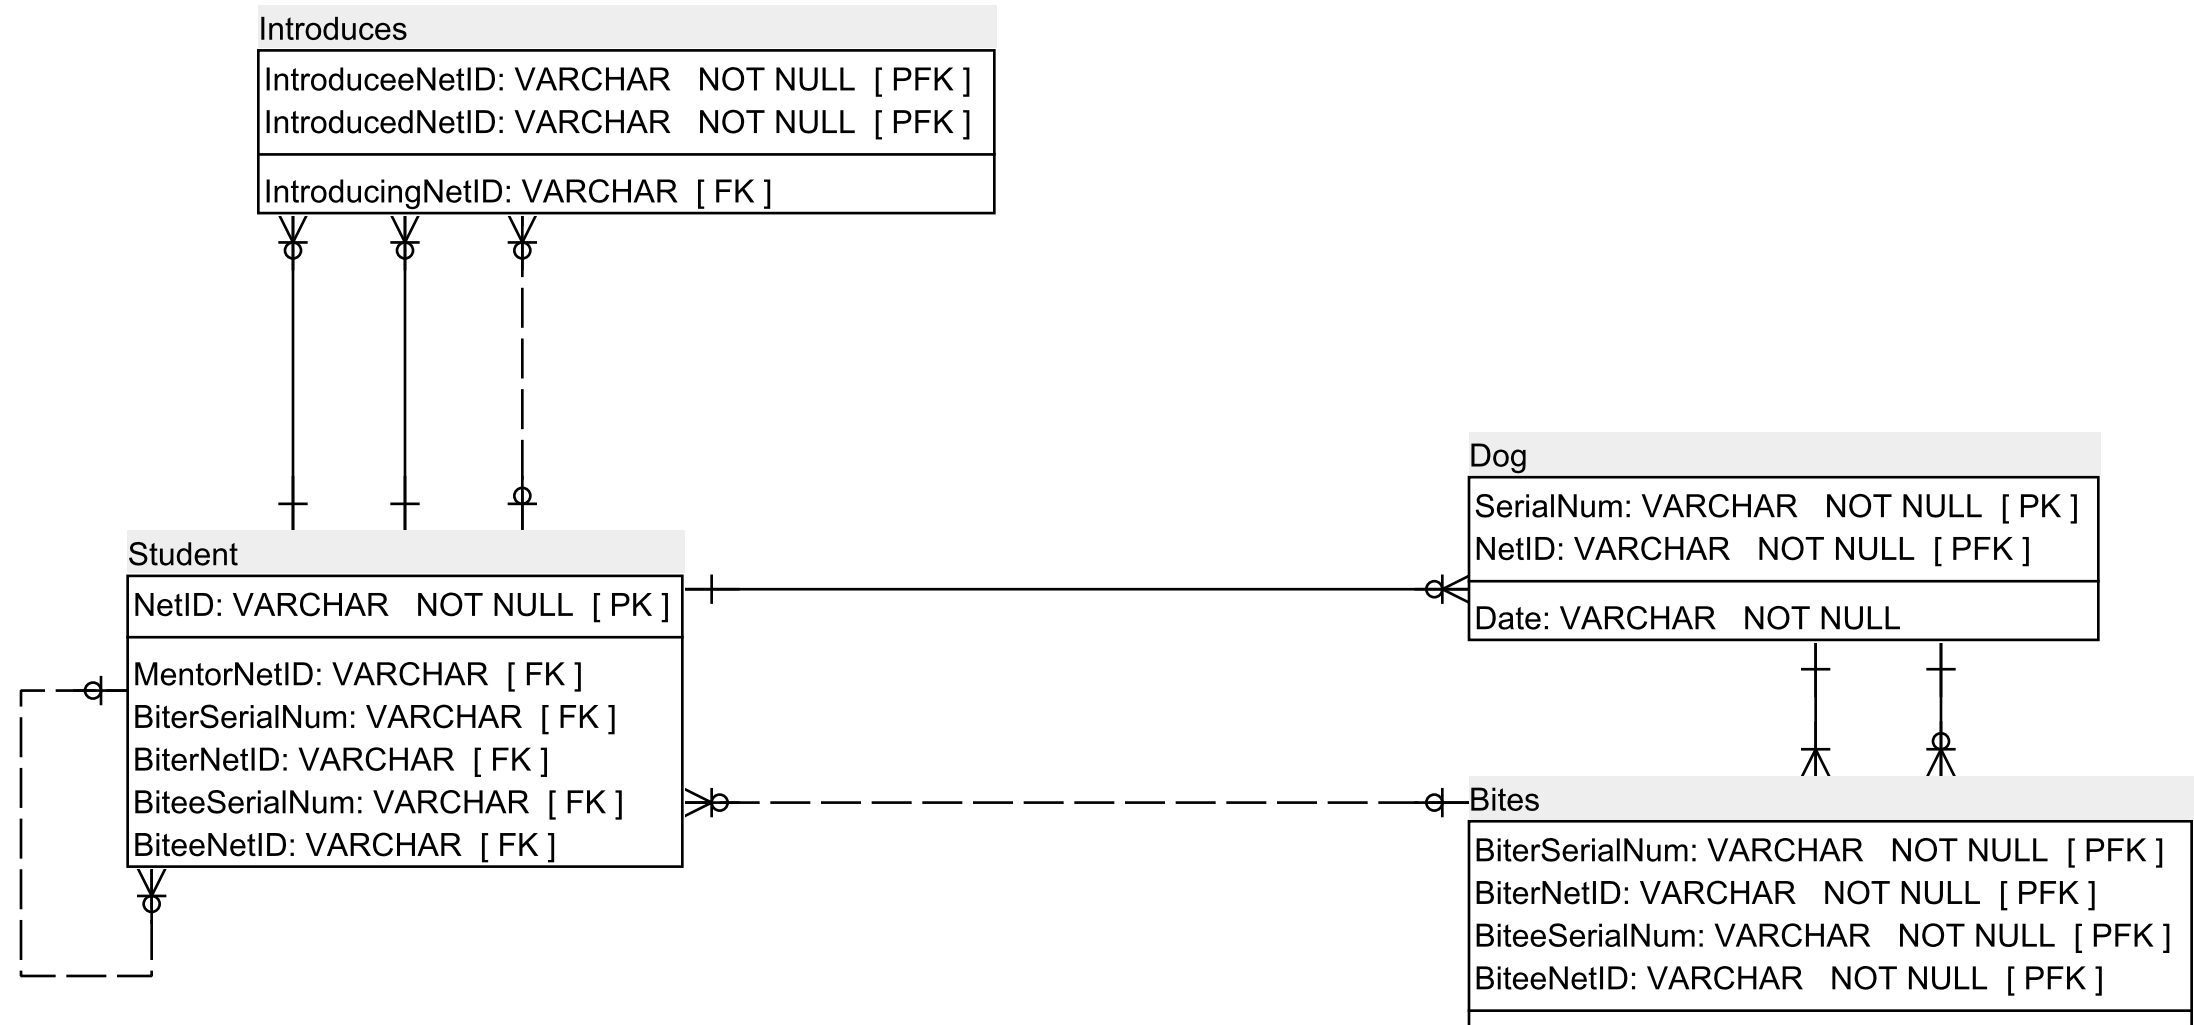 Introduces
IntroduceeNetID: VARCHAR NOT NULL [ PFK ]
IntroducedNetID: VARCHAR NOT NULL [ PFK ]
IntroducingNetID: VARCHAR [ FK ]
Student
NetID: VARCHAR NOT NULL [ PK ]
MentorNetID: VARCHAR [ FK ]
BiterSerialNum: VARCHAR [ FK ]
BiterNetID: VARCHAR [ FK ]
BiteeSerialNum: VARCHAR [ FK ]
BiteeNetID: VARCHAR [ FK ]
Dog
SerialNum: VARCHAR NOT NULL [ PK ]
NetID: VARCHAR NOT NULL [ PFK ]
Date: VARCHAR NOT NULL
Bites
BiterSerialNum: VARCHAR NOT NULL [ PFK ]
BiterNetID: VARCHAR NOT NULL [ PFK ]
BiteeSerialNum: VARCHAR NOT NULL [ PFK ]
BiteeNetID: VARCHAR NOT NULL [ PFK ]